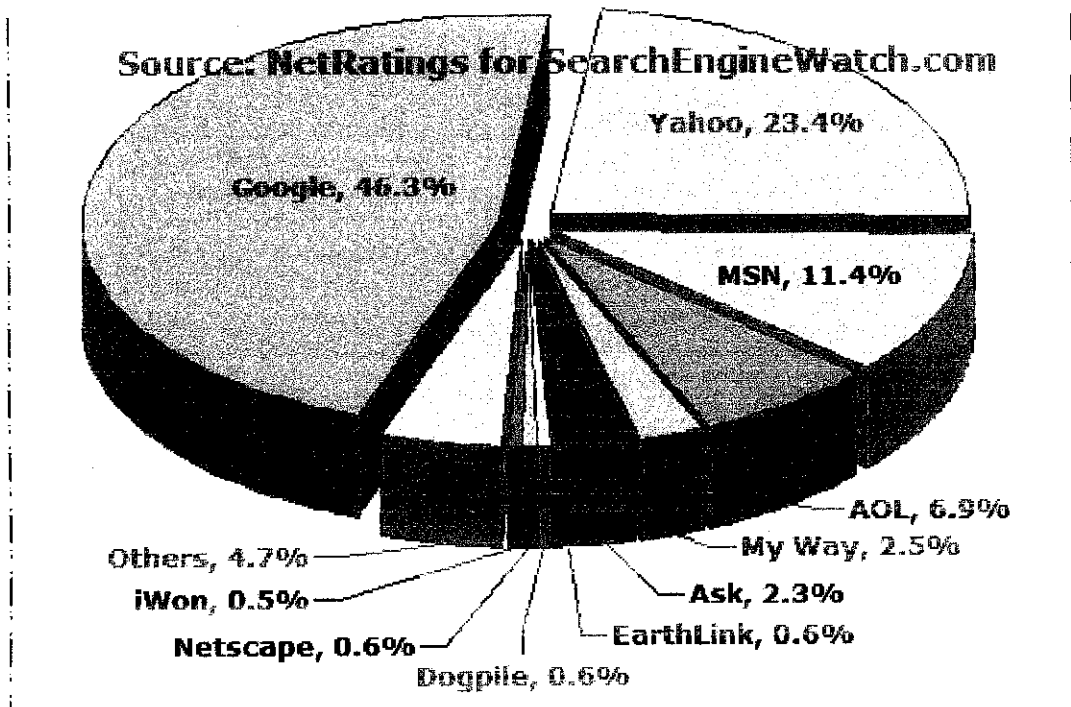 Source: NetRatings for SearchEngineWatch.com
Yahoo, 23.4%
Google, 46.3%
MSN, 11.4%
AOL, 6.9%
Others, 4.7%
My Way, 2.5%
iWon, 0.5%
Ask, 2.3%
Netscape, 0.6%
EarthLink, 0.6%
Dogpile, 0.6%